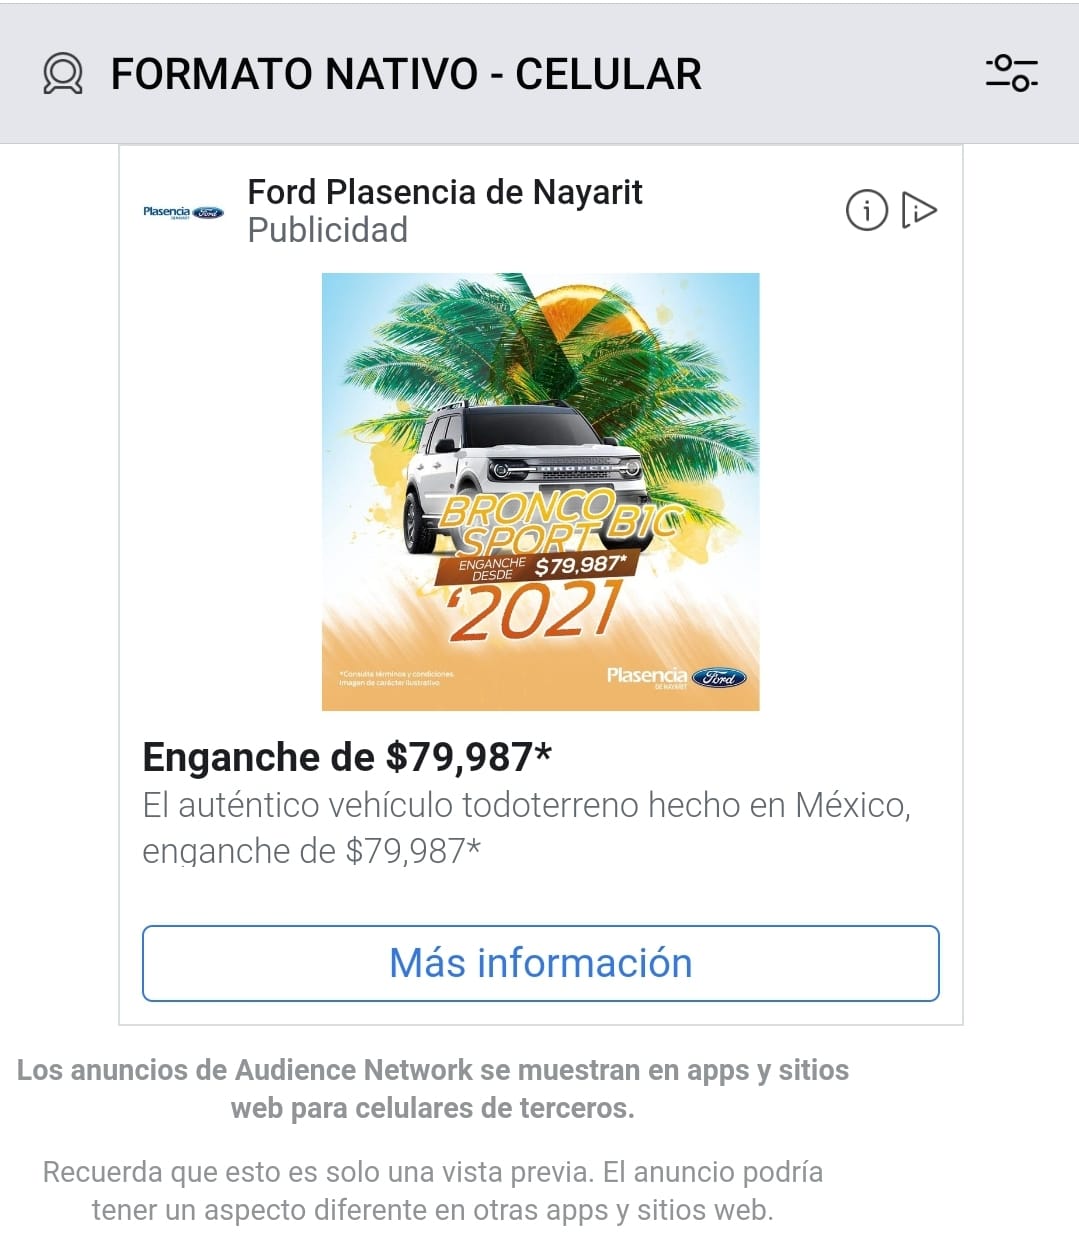 FORMATO NATIVO - CELULAR
Plasencia Ford
DE NAYARIT
Ford Plasencia de Nayarit
Publicidad
BRONCO
BRONCO
SPORT B1C
ENGANCHE
DESDE $79,987*
'2021
*Consulta términos y condiciones.
Imagen de carácter ilustrativo.
Plasencia Ford
DE NAYARIT
Enganche de $79,987*
El auténtico vehículo todoterreno hecho en México,
enganche de $79,987*
Más información
Los anuncios de Audience Network se muestran en apps y sitios
web para celulares de terceros.
Recuerda que esto es solo una vista previa. El anuncio podría
tener un aspecto diferente en otras apps y sitios web.